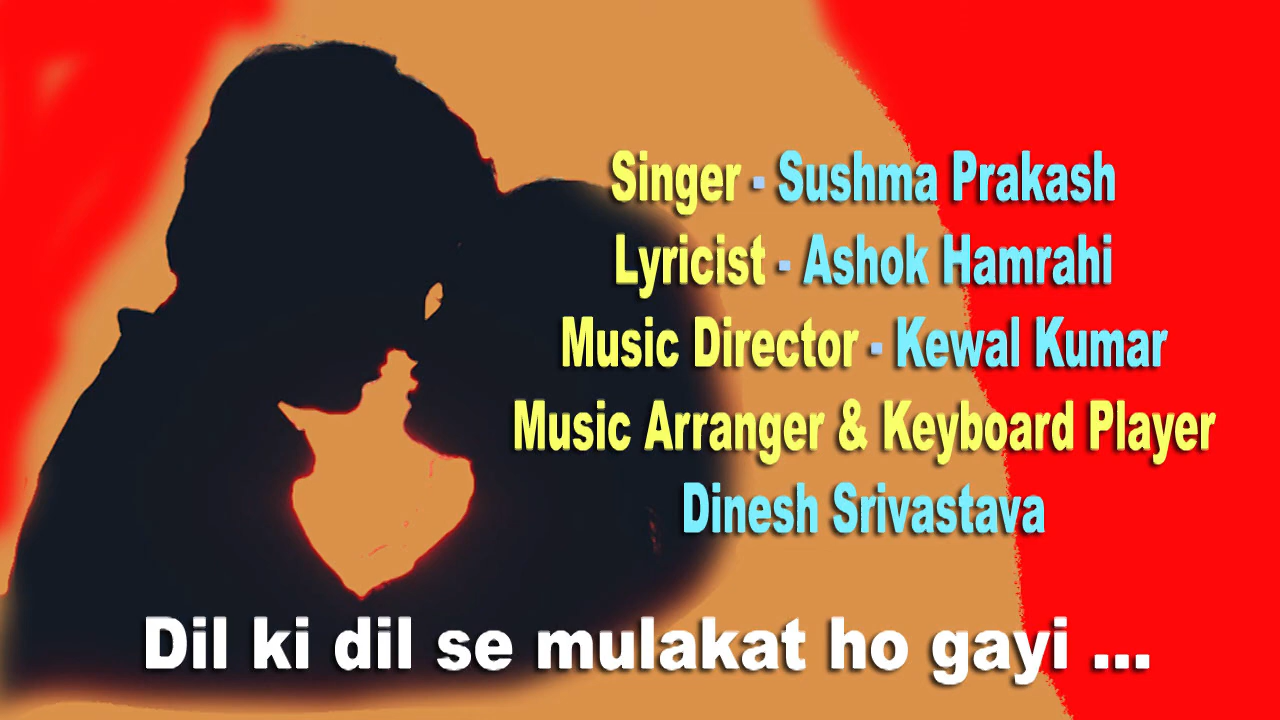 Singer - Sushma Prakash
Lyricist - Ashok Hamrahi
Music Director - Kewal Kumar
Music Arranger & Keyboard Player
Dinesh Srivastava
Dil ki dil se mulakat ho gayi ...